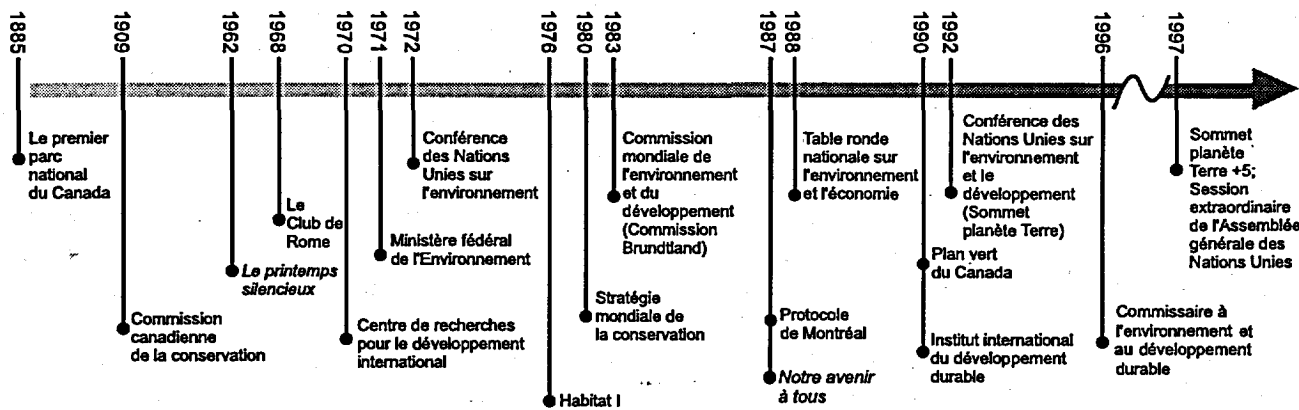 1885
1909
1962
1968
1970
1971
1972
1976
1980
1983
1987
1988
1990
1992
1996
1997
Le premier
parc
national
du Canada
Commission
canadienne
de la conservation
Le printemps
silencieux
Le
Club de
Rome
Centre de recherches
pour le développement
international
Ministère fédéral
de l'Environnement
Conférence
des Nations
Unies sur
l'environnement
Habitat I
Stratégie
mondiale de
la conservation
Commission
mondiale de
l'environnement
et du
développement
(Commission
Brundtland)
Protocole
de Montréal
Notre avenir
à tous
Table ronde
nationale sur
l'environnement
et l'économie
Plan vert
du Canada
Institut international
du développement
durable
Conférence des
Nations Unies sur
l'environnement
et le
développement
(Sommet
planète Terre)
Commissaire à
l'environnement et
au développement
durable
Sommet
planète
Terre +5;
Session
extraordinaire
de l'Assemblée
générale des
Nations Unies